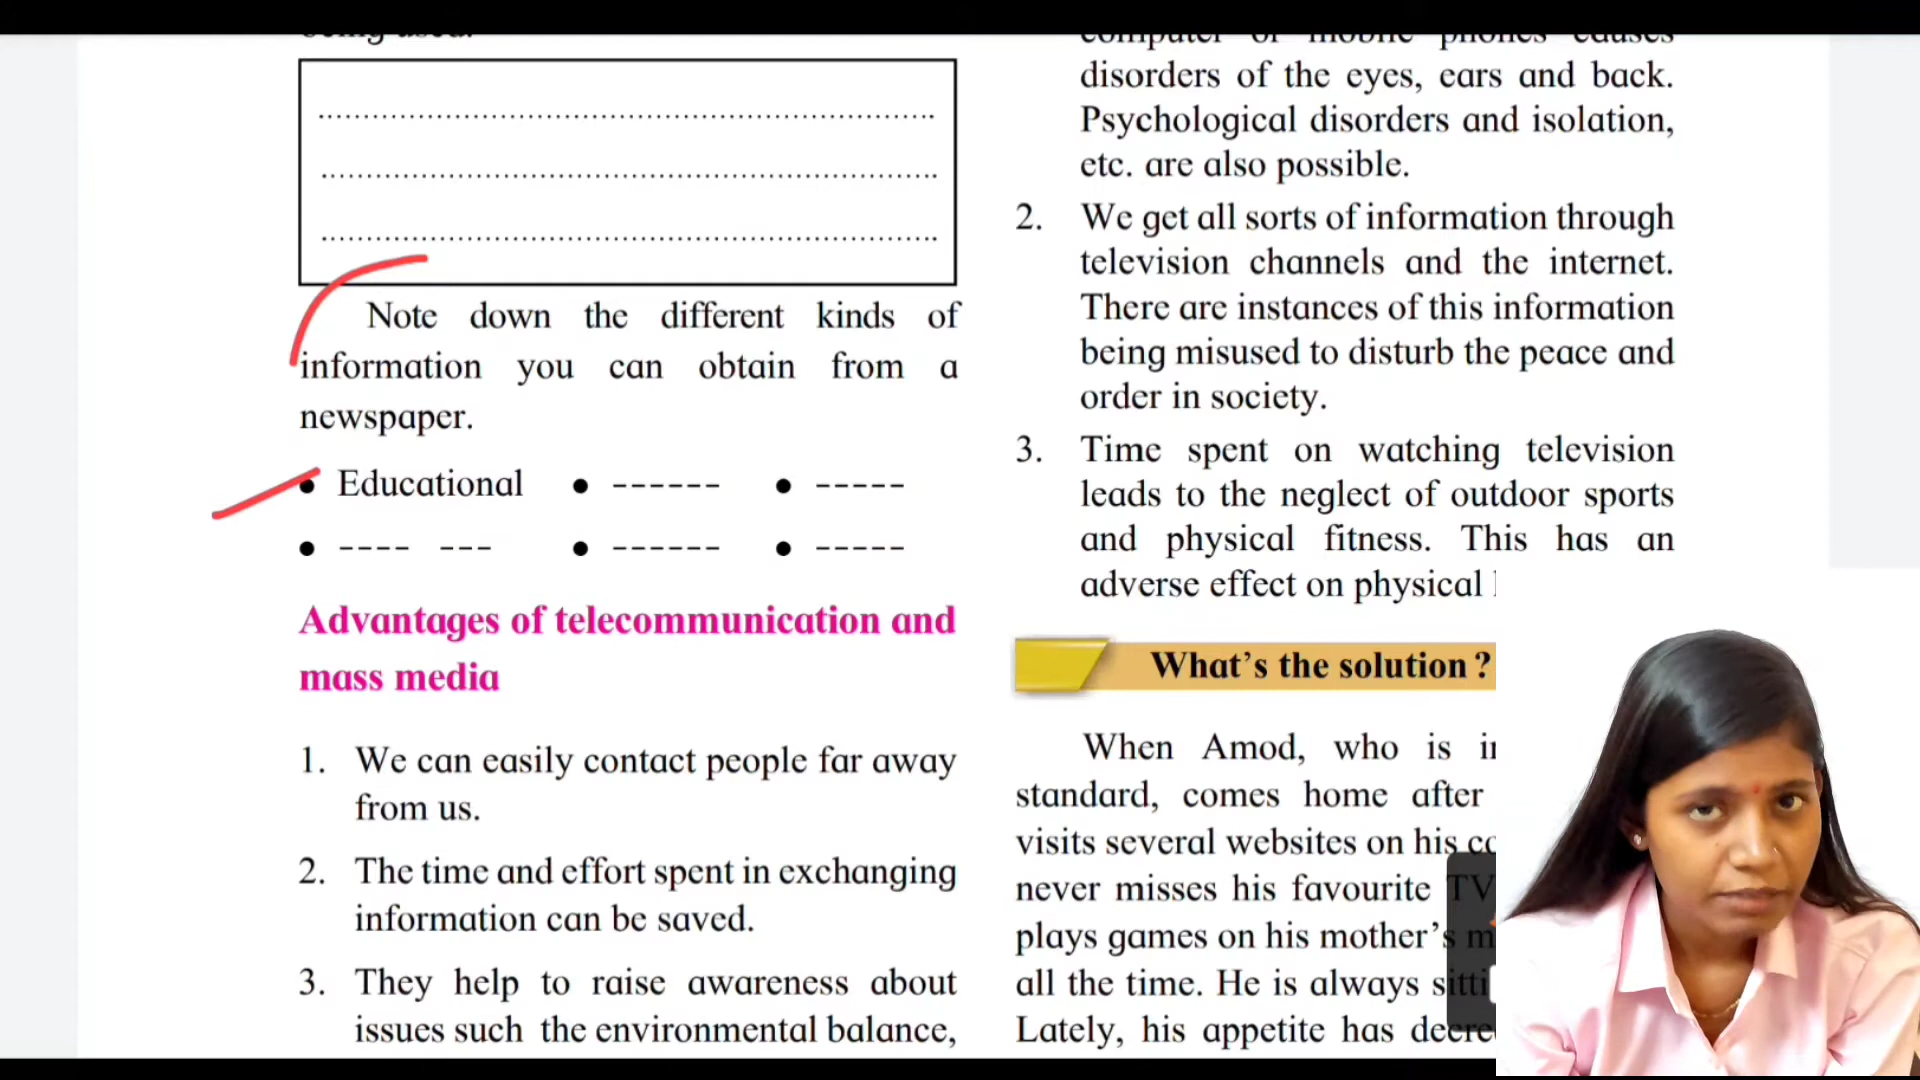 being used.
Note down the different kinds of
information you can obtain from a
newspaper.
• Educational • ------ • -----
• ---- --- • ------ • -----
Advantages of telecommunication and
mass media
1. We can easily contact people far away
from us.
2. The time and effort spent in exchanging
information can be saved.
3. They help to raise awareness about
issues such the environmental balance,
computer or mobile phones causes
disorders of the eyes, ears and back.
Psychological disorders and isolation,
etc. are also possible.
2. We get all sorts of information through
television channels and the internet.
There are instances of this information
being misused to disturb the peace and
order in society.
3. Time spent on watching television
leads to the neglect of outdoor sports
and physical fitness. This has an
adverse effect on physical
What's the solution ?
When Amod, who is
standard, comes home after
visits several websites on his
never misses his favourite TV
plays games on his mother's
all the time. He is always
Lately, his appetite has